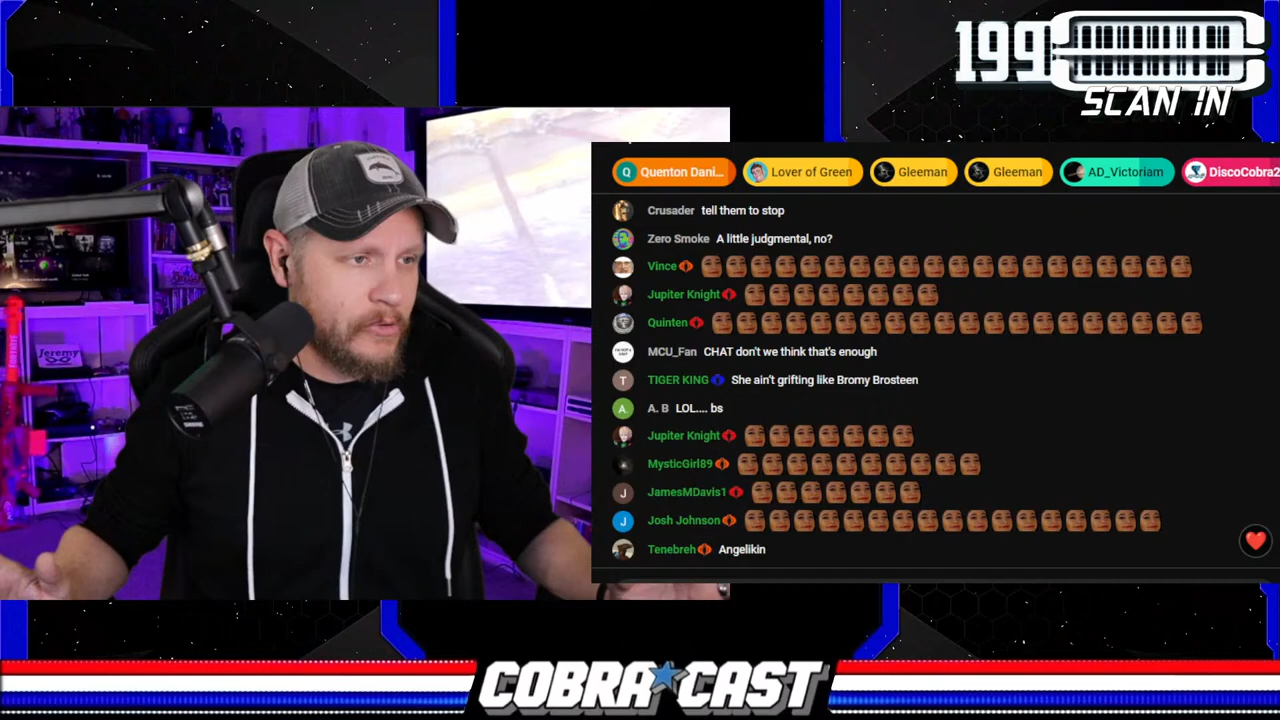 199
SCAN IN
Q Quenton Dani... Lover of Green Gleeman Gleeman AD_Victoriam DiscoCobra2
Crusader tell them to stop
Zero Smoke A little judgmental, no?
Vince
Jupiter Knight
Quinten
MCU_Fan CHAT don't we think that's enough
T TIGER KING She ain't grifting like Bromy Brosteen
A. A. B LOL.... bs
Jupiter Knight
MysticGirl89
J JamesMDavis1
J Josh Johnson
Tenebreh Angelikin
Jeremy
COBRA CAST